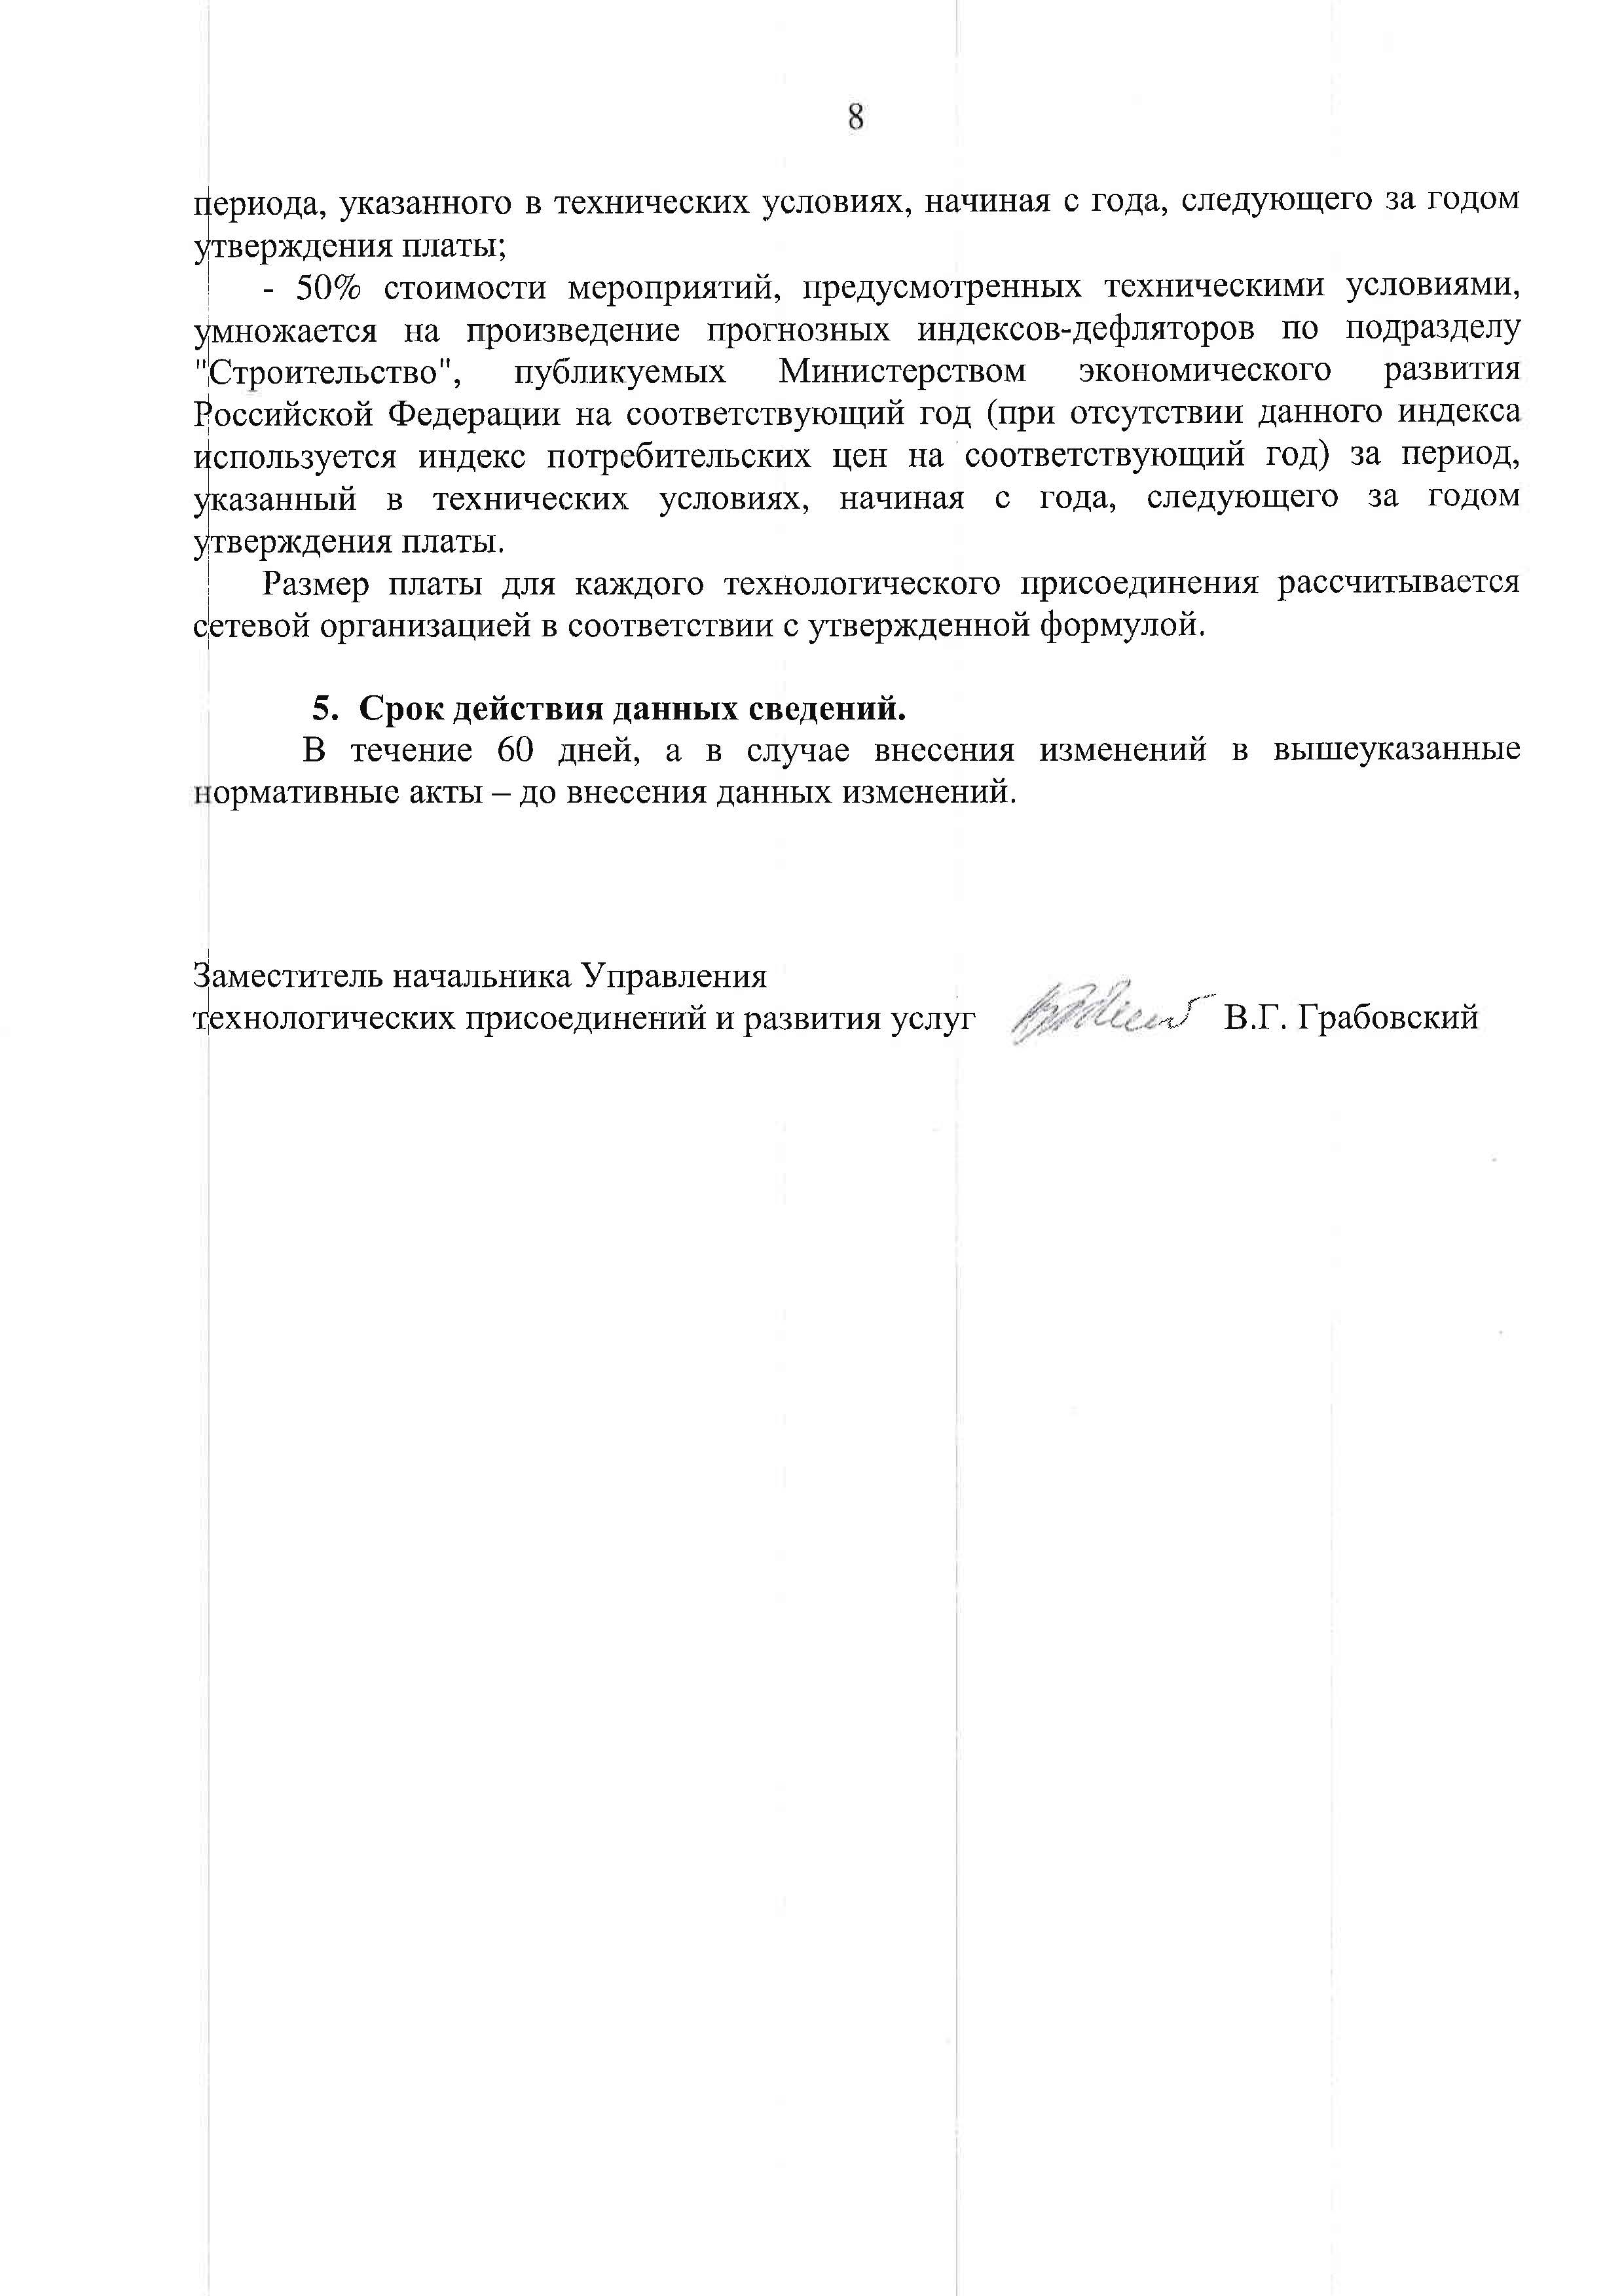 8
периода, указанного в технических условиях, начиная с года, следующего за годом
утверждения платы;
- 50% стоимости мероприятий, предусмотренных техническими условиями,
умножается на произведение прогнозных индексов-дефляторов по подразделу
"Строительство", публикуемых Министерством экономического развития
Российской Федерации на соответствующий год (при отсутствии данного индекса
используется индекс потребительских цен на соответствующий год) за период,
указанный в технических условиях, начиная с года, следующего за годом
утверждения платы.
Размер платы для каждого технологического присоединения рассчитывается
сетевой организацией в соответствии с утвержденной формулой.
5. Срок действия данных сведений.
В течение 60 дней, а в случае внесения изменений в вышеуказанные
нормативные акты – до внесения данных изменений.
Заместитель начальника Управления
технологических присоединений и развития услуг В.Г. Грабовский